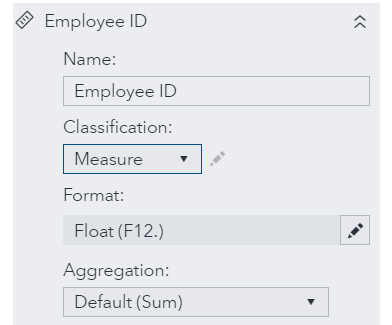 Employee ID
Name:
Employee ID
Classification:
Measure
Format:
Float (F12.)
Aggregation:
Default (Sum)